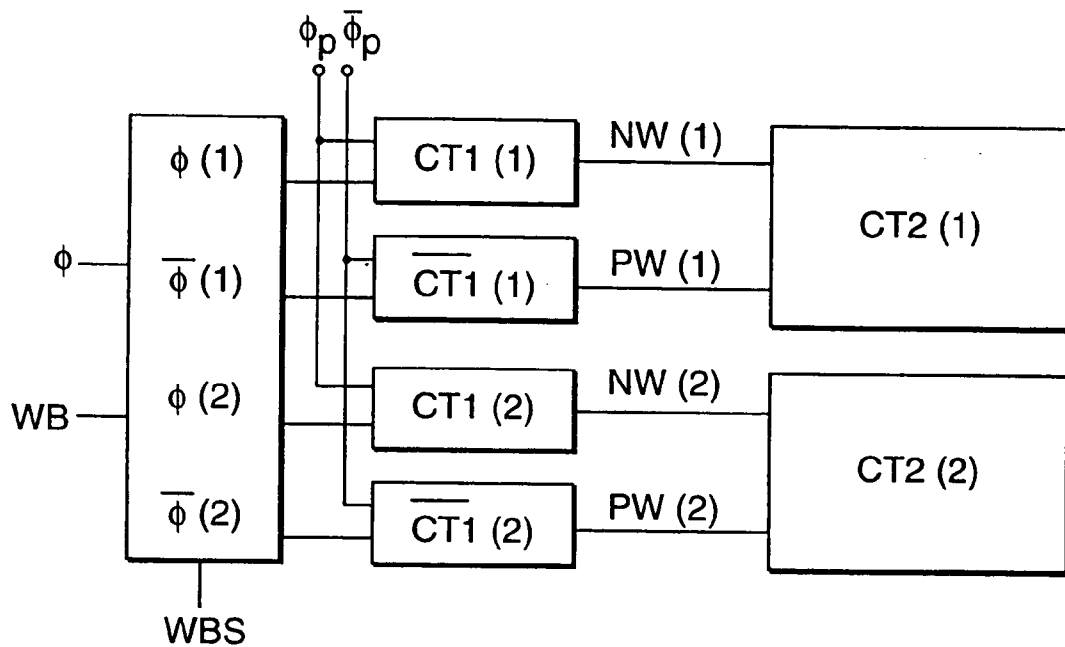 ϕp ϕ̅p
ϕ (1)
ϕ̅ (1)
ϕ (2)
ϕ̅ (2)
ϕ
WB
WBS
CT1 (1)
C̅T̅1̅ (1)
CT1 (2)
C̅T̅1̅ (2)
NW (1)
PW (1)
NW (2)
PW (2)
CT2 (1)
CT2 (2)